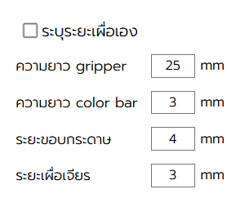 ระบุระยะเผื่อเอง
ความยาว gripper 25 mm
ความยาว color bar 3 mm
ระยะขอบกระดาษ 4 mm
ระยะเผื่อเจียร 3 mm